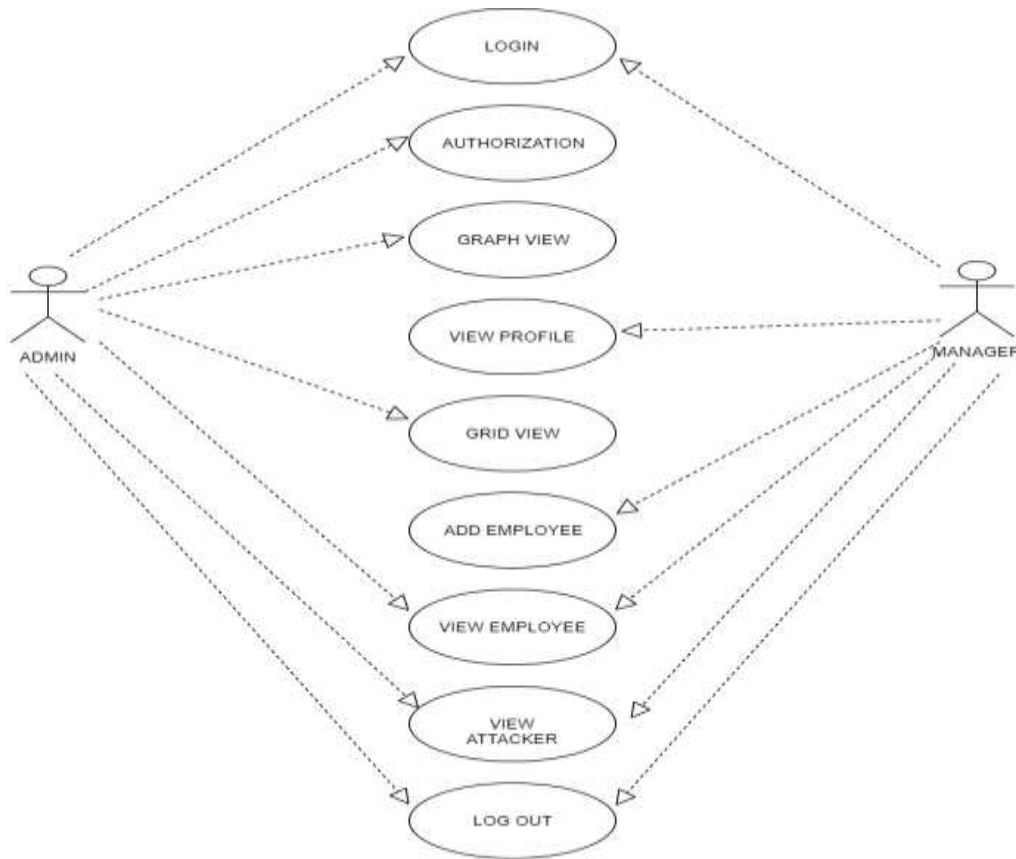 LOGIN
AUTHORIZATION
GRAPH VIEW
VIEW PROFILE
ADMIN
MANAGER
GRID VIEW
ADD EMPLOYEE
VIEW EMPLOYEE
VIEW
ATTACKER
LOG OUT